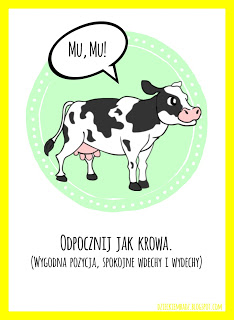 Mu, Mu!
Odpocznij jak krowa.
(Wygodna pozycja, spokojne wdechy i wydechy)